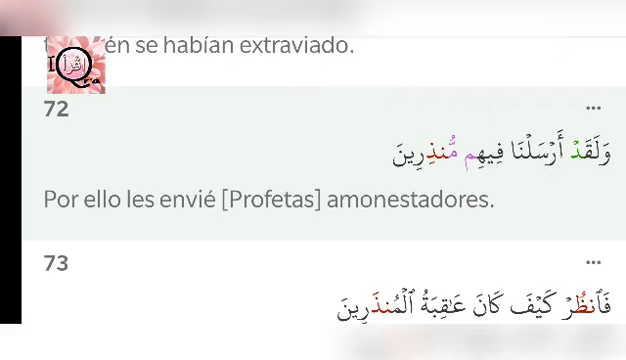 én se habían extraviado.
اقرأ
72
وَلَقَدْ أَرْسَلْنَا فِيهِم مُّنذِرِينَ
Por ello les envié [Profetas] amonestadores.
73
فَٱنظُرْ كَيْفَ كَانَ عَـٰقِبَةُ ٱلْمُنذَرِينَ